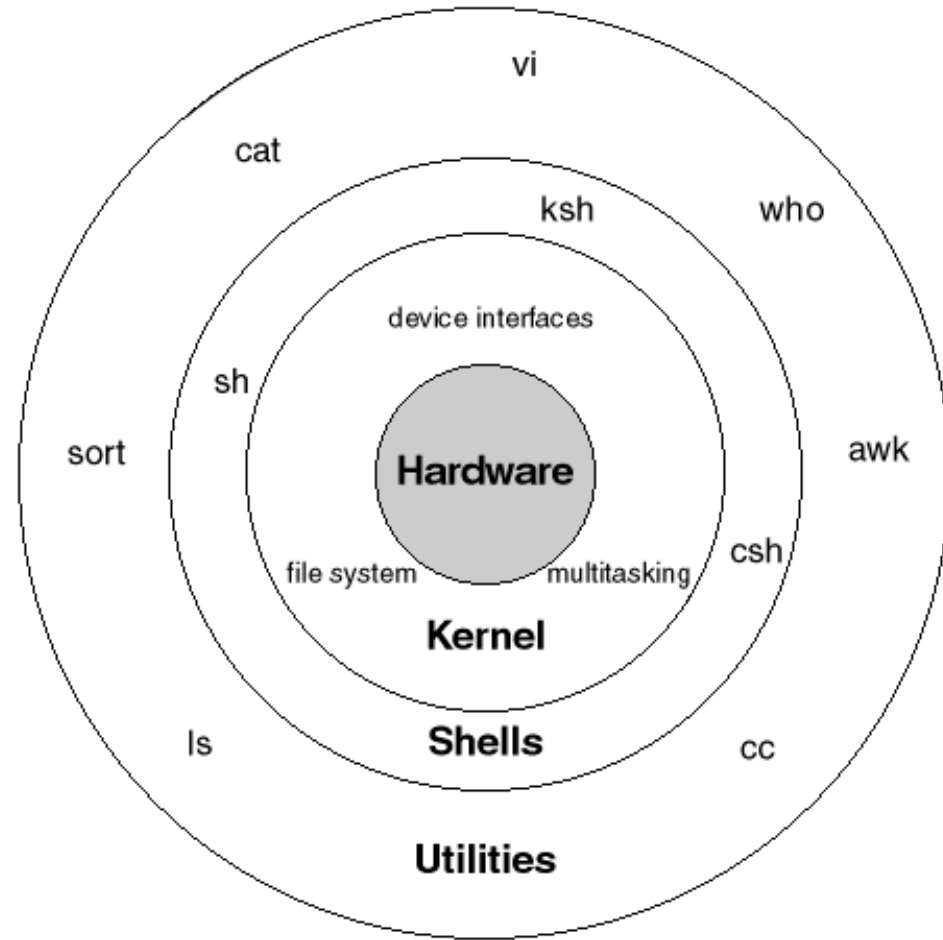 vi
cat
ksh
who
device interfaces
sh
sort
Hardware
awk
csh
file system
multitasking
Kernel
ls
Shells
cc
Utilities